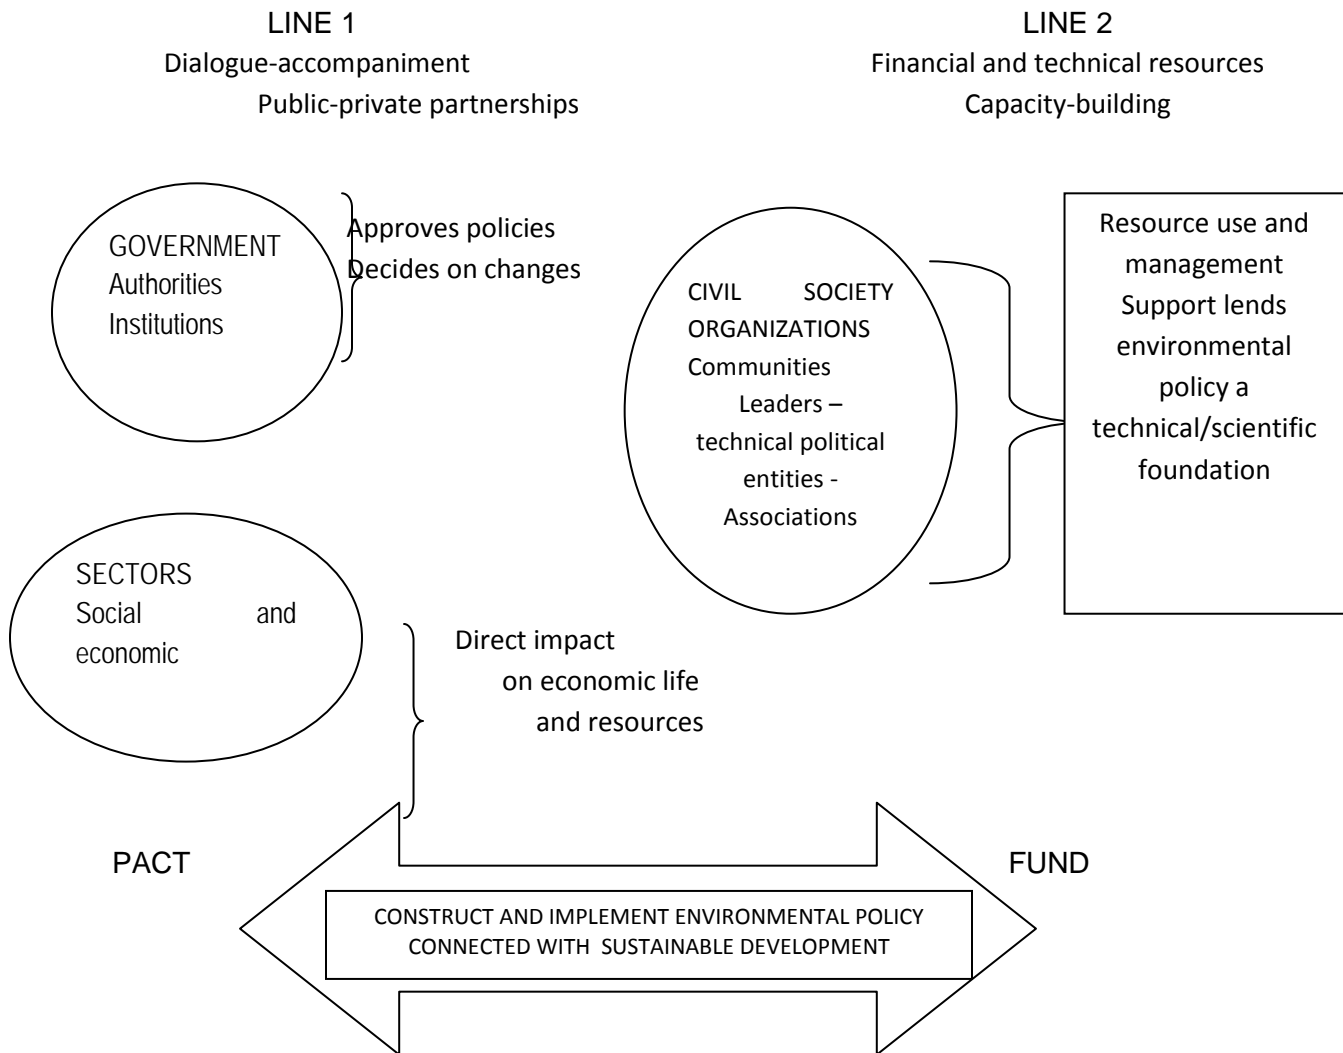 LINE 1
Dialogue-accompaniment
Public-private partnerships
LINE 2
Financial and technical resources
Capacity-building
GOVERNMENT
Authorities
Institutions
Approves policies
Decides on changes
CIVIL SOCIETY
ORGANIZATIONS
Communities
Leaders –
technical political
entities -
Associations
Resource use and
management
Support lends
environmental
policy a
technical/scientific
foundation
SECTORS
Social and
economic
Direct impact
on economic life
and resources
PACT
FUND
CONSTRUCT AND IMPLEMENT ENVIRONMENTAL POLICY
CONNECTED WITH SUSTAINABLE DEVELOPMENT